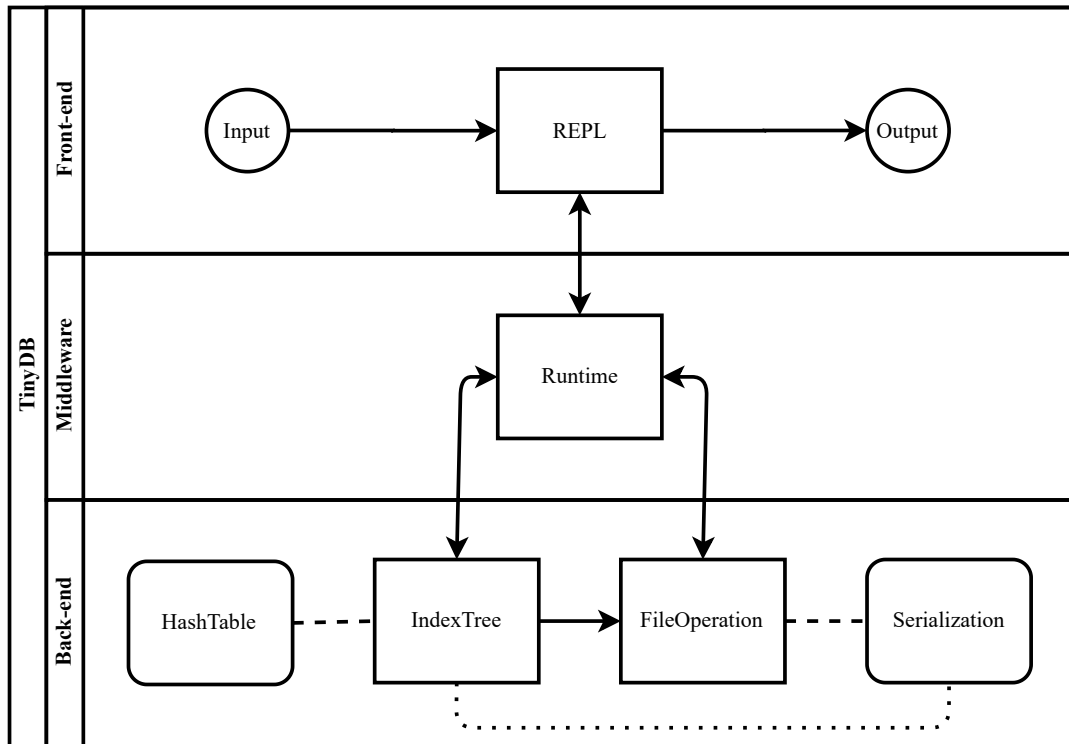 TinyDB
Front-end
Input
REPL
Output
Middleware
Runtime
Back-end
HashTable
IndexTree
FileOperation
Serialization